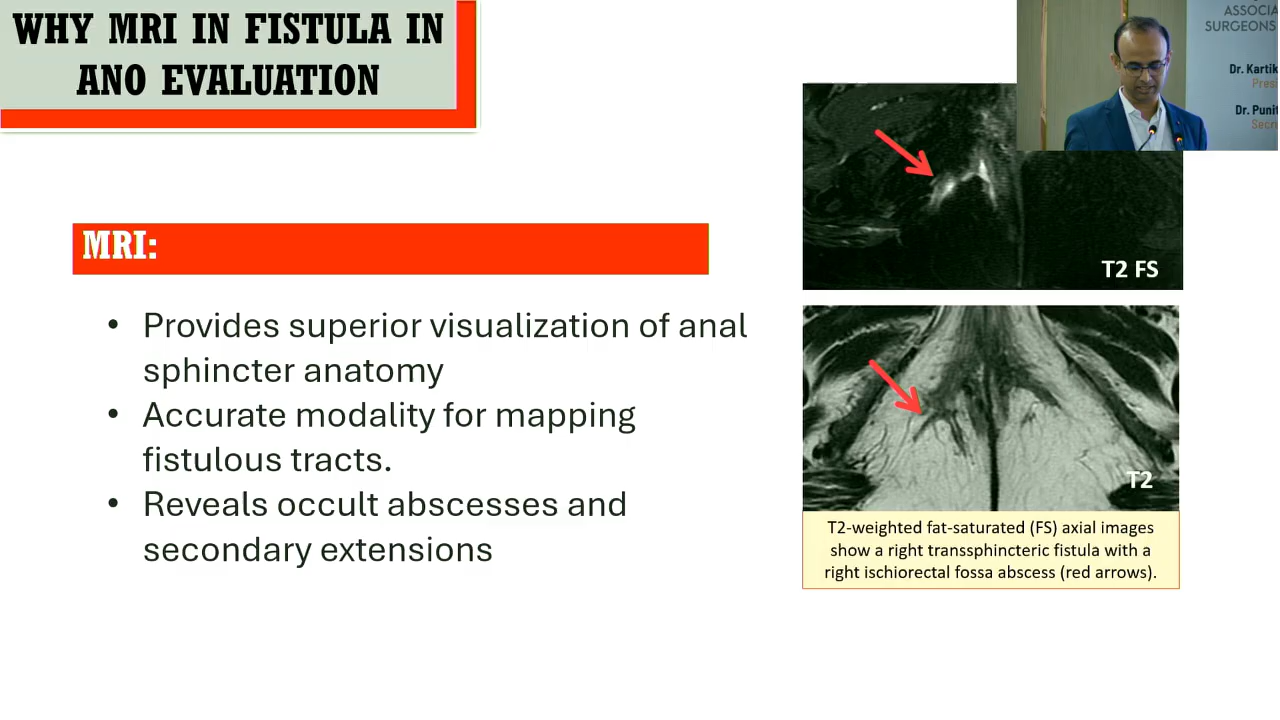 WHY MRI IN FISTULA IN
ANO EVALUATION
ASSOCIA
SURGEONS
Dr. Kartik
Pres
Dr. Punit
Secr
MRI:
• Provides superior visualization of anal
sphincter anatomy
• Accurate modality for mapping
fistulous tracts.
• Reveals occult abscesses and
secondary extensions
T2 FS
T2
T2-weighted fat-saturated (FS) axial images
show a right transsphincteric fistula with a
right ischiorectal fossa abscess (red arrows).